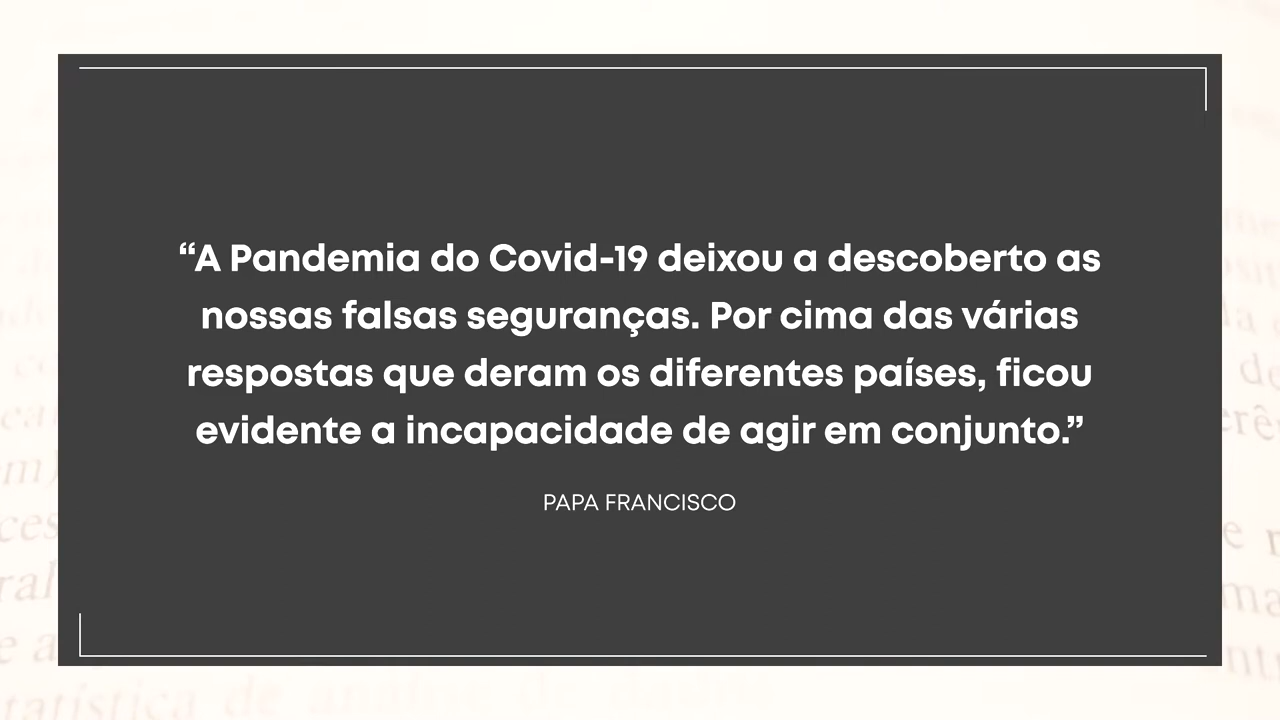 “A Pandemia do Covid-19 deixou a descoberto as
nossas falsas seguranças. Por cima das várias
respostas que deram os diferentes países, ficou
evidente a incapacidade de agir em conjunto.”
PAPA FRANCISCO